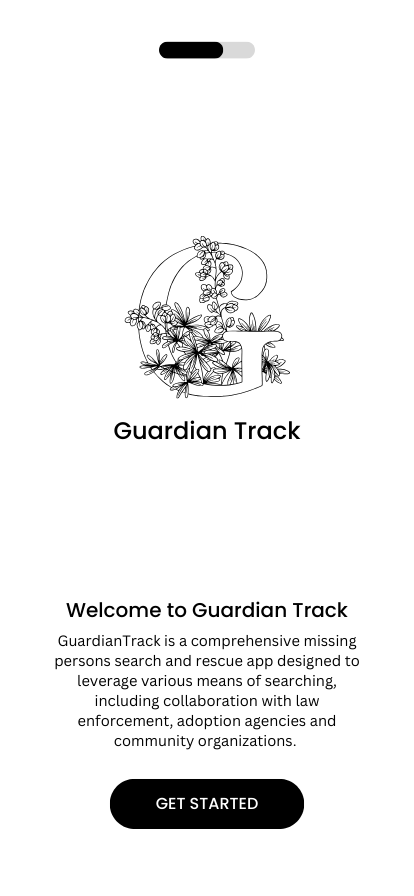 G
Guardian Track
Welcome to Guardian Track
GuardianTrack is a comprehensive missing
persons search and rescue app designed to
leverage various means of searching,
including collaboration with law
enforcement, adoption agencies and
community organizations.
GET STARTED